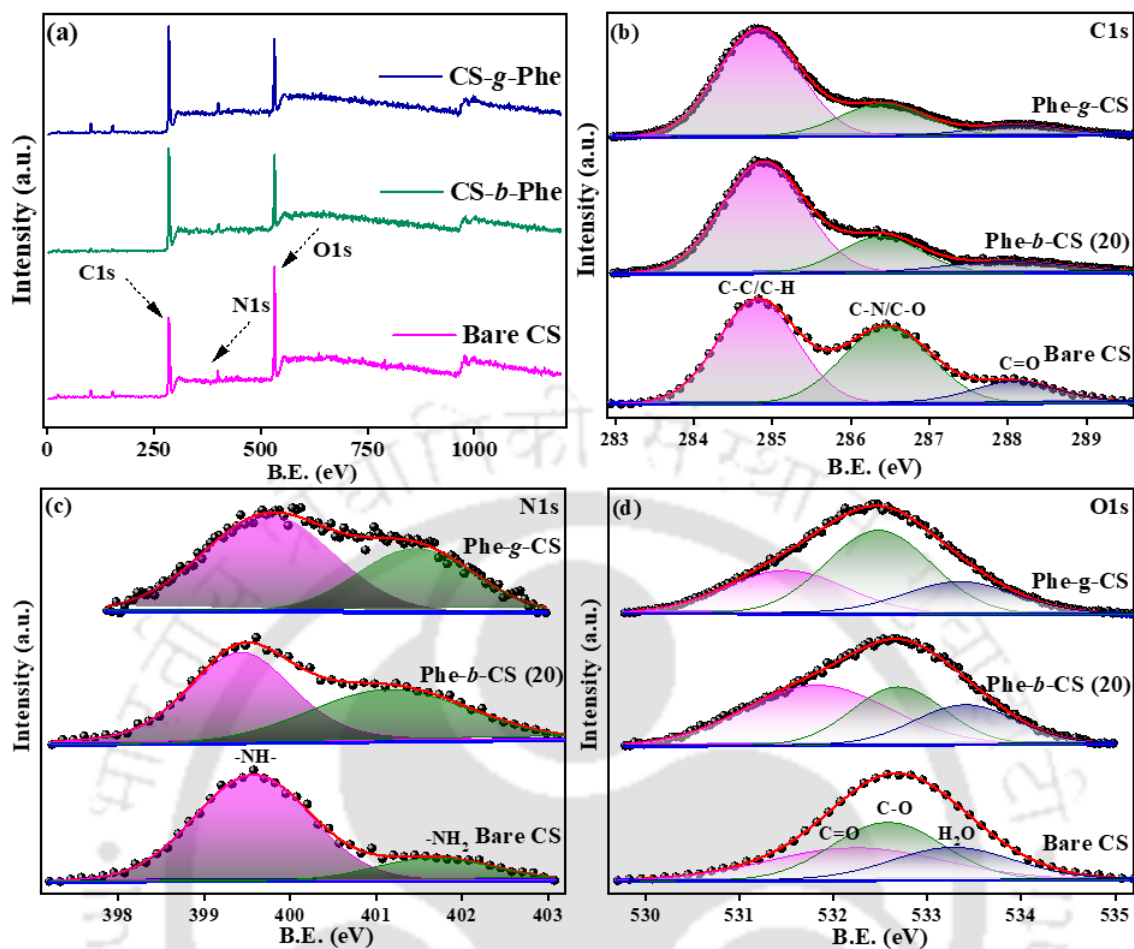 (a)
CS-g-Phe
CS-b-Phe
O1s
C1s
N1s
Bare CS
Intensity (a.u.)
0 250 500 750 1000
B.E. (eV)
(b)
C1s
Phe-g-CS
Phe-b-CS (20)
C-C/C-H
C-N/C-O
Bare CS
C=O
Intensity (a.u.)
283 284 285 286 287 288 289
B.E. (eV)
(c)
N1s
Phe-g-CS
Phe-b-CS (20)
-NH-
-NH₂
Bare CS
Intensity (a.u.)
398 399 400 401 402 403
B.E. (eV)
(d)
O1s
Phe-g-CS
Phe-b-CS (20)
C-O
C=O
H₂O
Bare CS
Intensity (a.u.)
530 531 532 533 534 535
B.E. (eV)